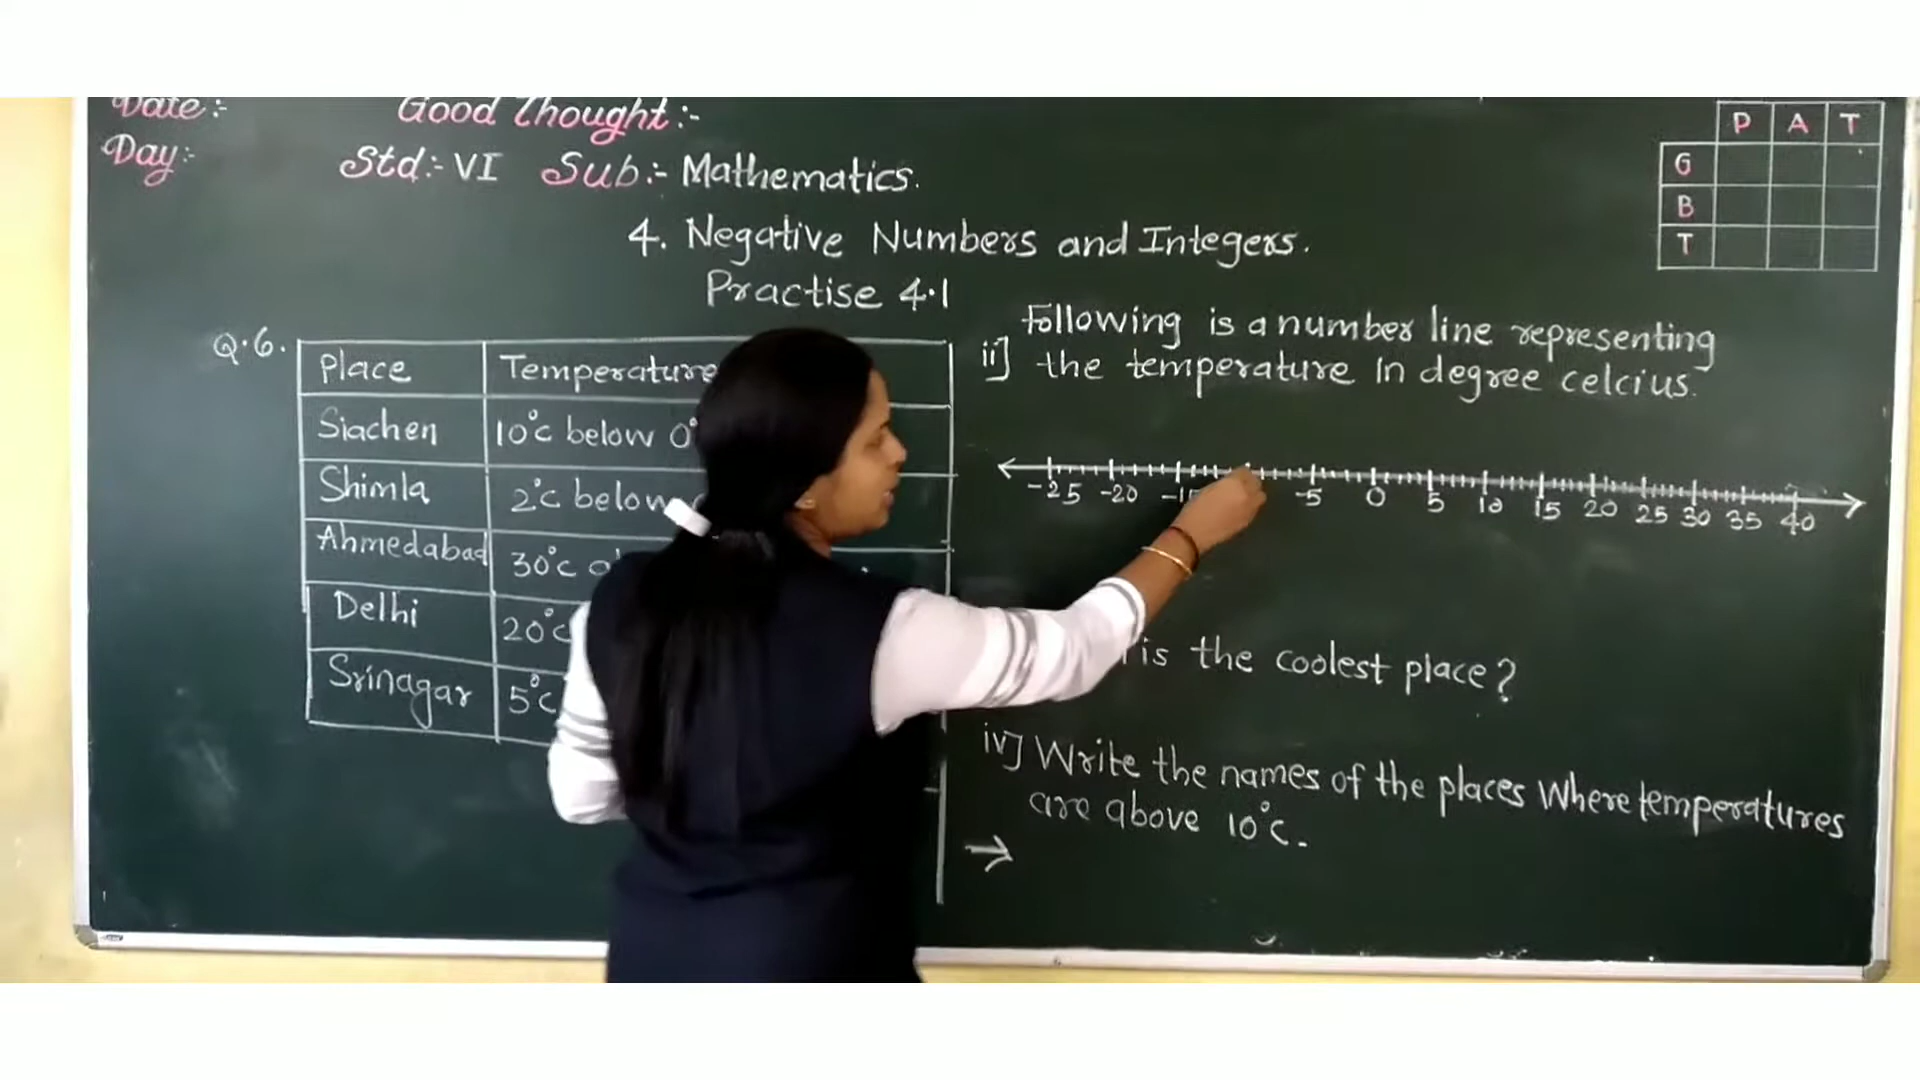 Date:-
Good Thought:-
Day:-
Std:- VI Sub:- Mathematics.
P A T
G
B
T
4. Negative Numbers and Integers.
Practise 4.1
Q.6.
Place Temperature
Siachen 10°c below 0°
Shimla 2°c below
Ahmedabad 30°c
Delhi 20°c
Srinagar 5°c
Following is a number line representing
ii] the temperature in degree celcius.
-25 -20 -15 -5 0 5 10 15 20 25 30 35 40
is the coolest place?
iv] Write the names of the places Where temperatures
are above 10°c.
→